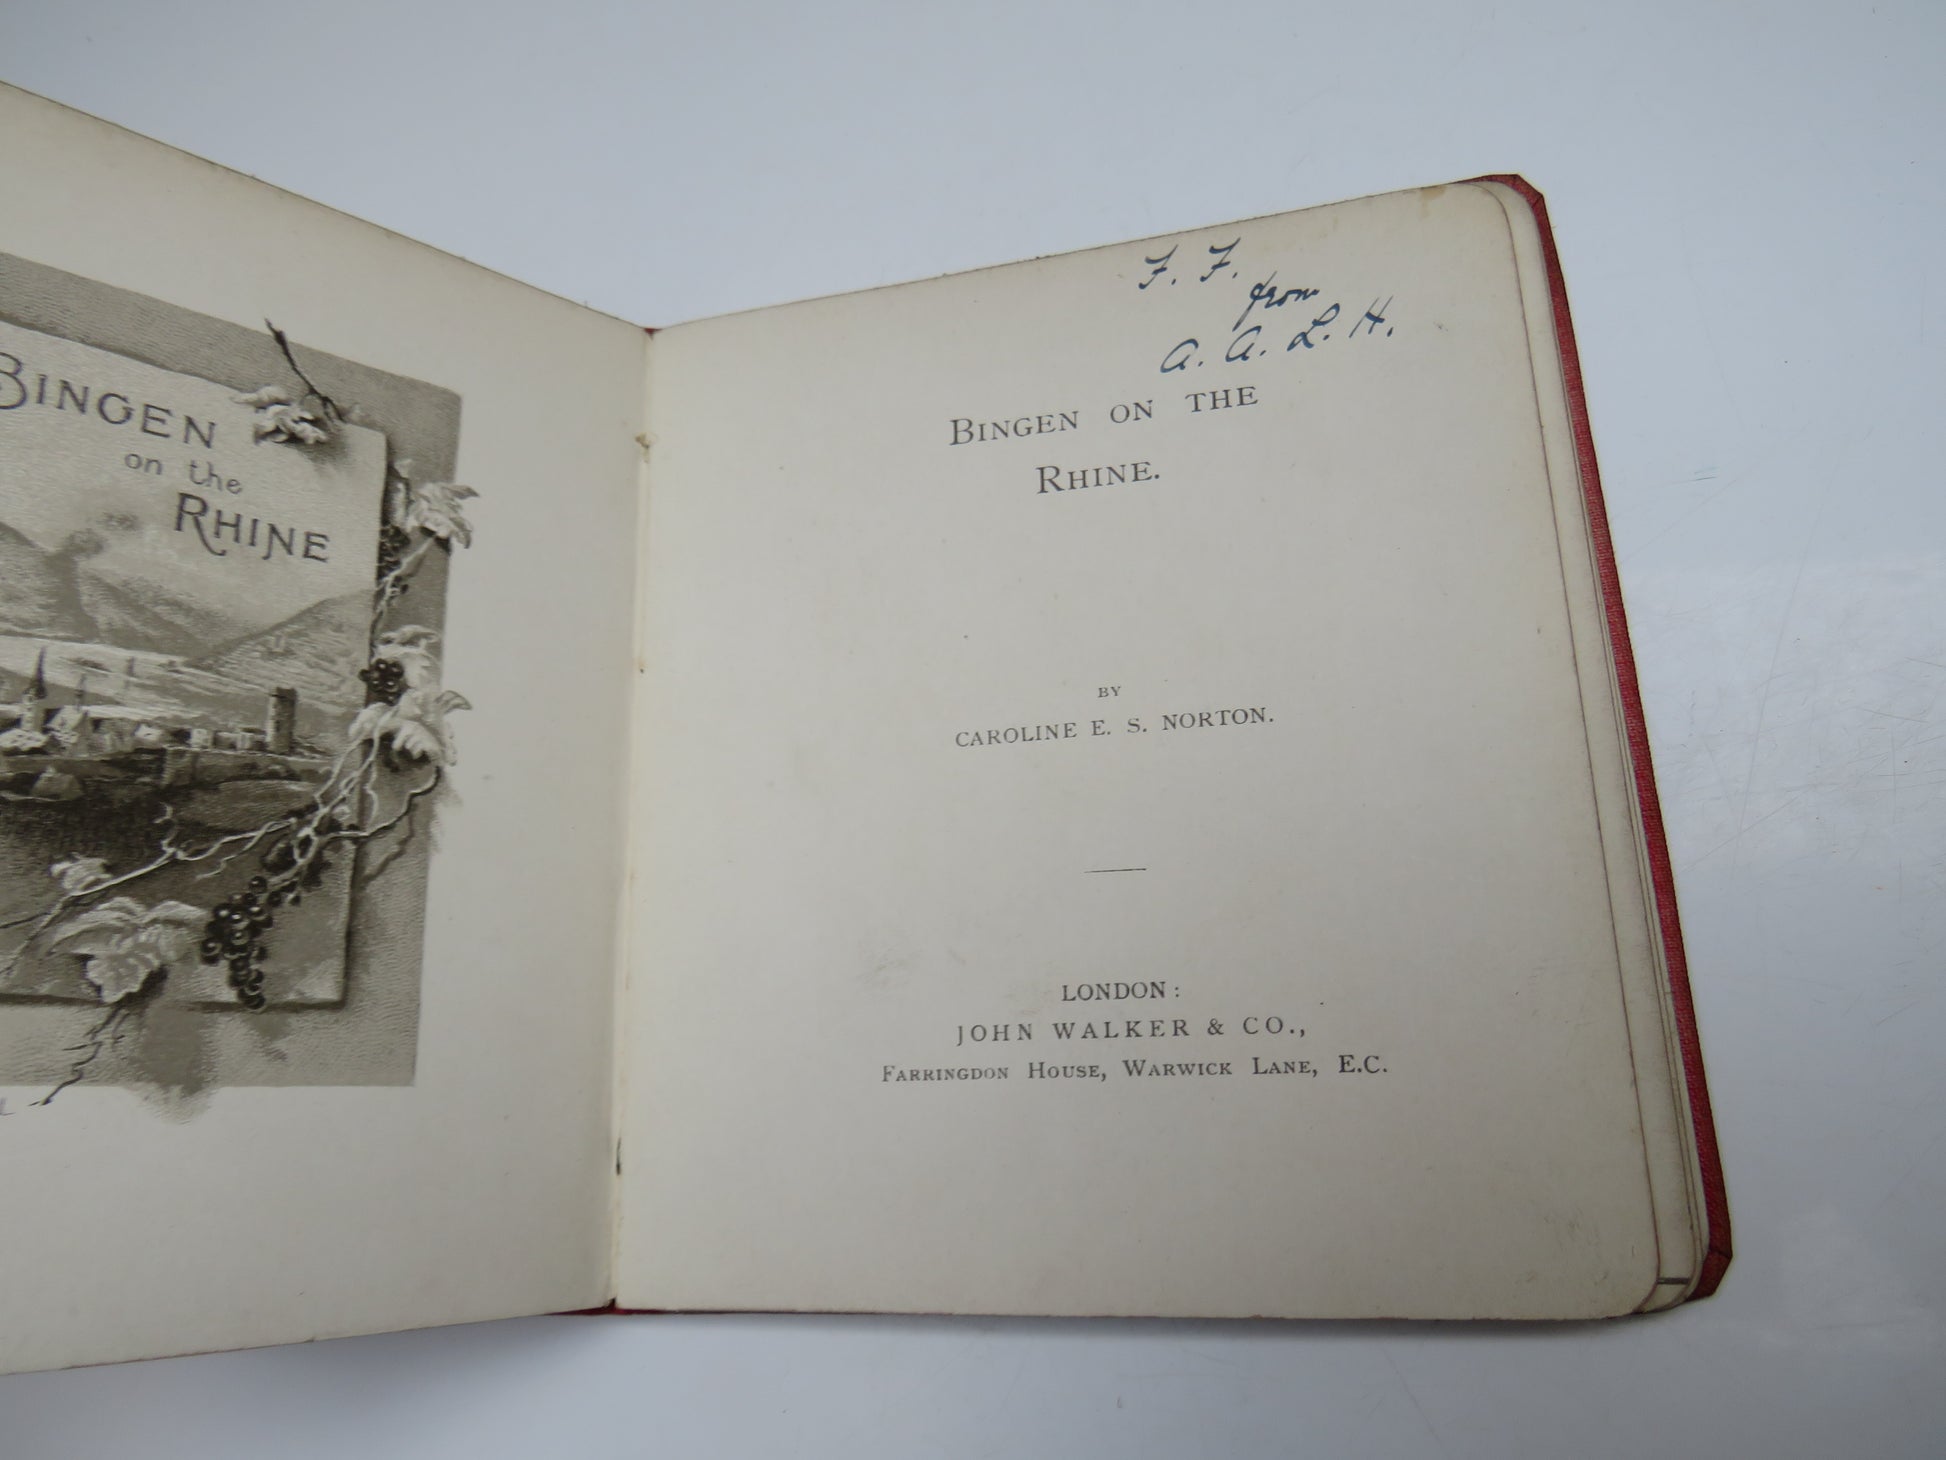 BINGEN
on the
RHINE
F. F.
from
A. A. L. H.
BINGEN ON THE
RHINE.
BY
CAROLINE E. S. NORTON.
LONDON:
JOHN WALKER & CO.,
FARRINGDON HOUSE, WARWICK LANE, E.C.